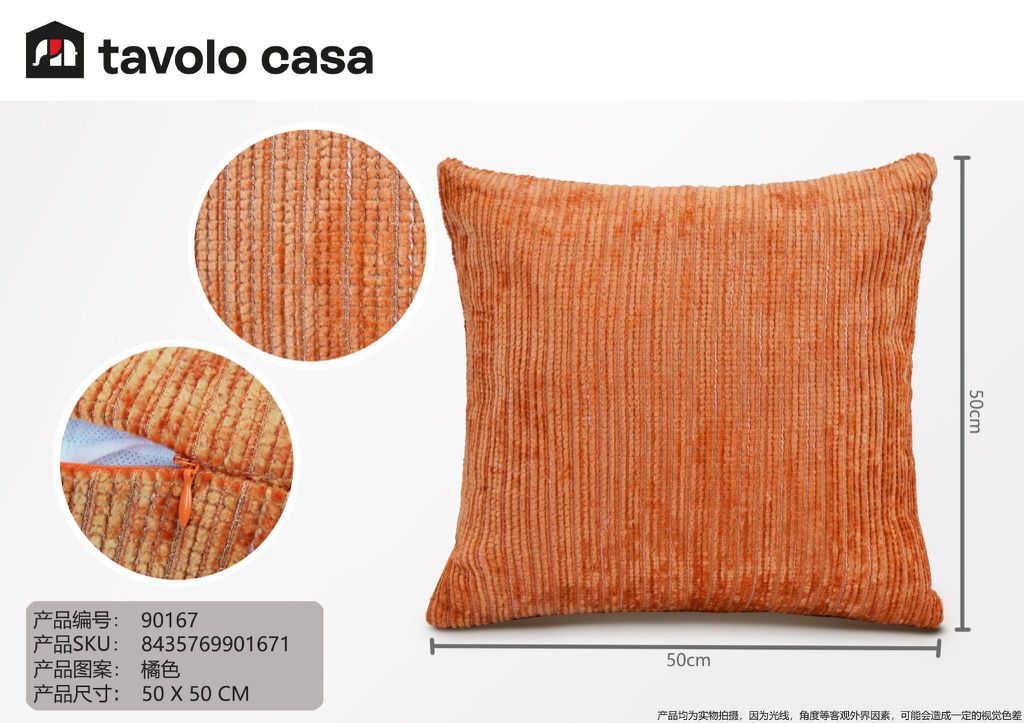 tavolo casa
50cm
50cm
产品编号： 90167
产品SKU： 8435769901671
产品图案： 橘色
产品尺寸： 50 X 50 CM
产品均为实物拍摄，因为光线，角度等客观外界因素，可能会造成一定的视觉色差